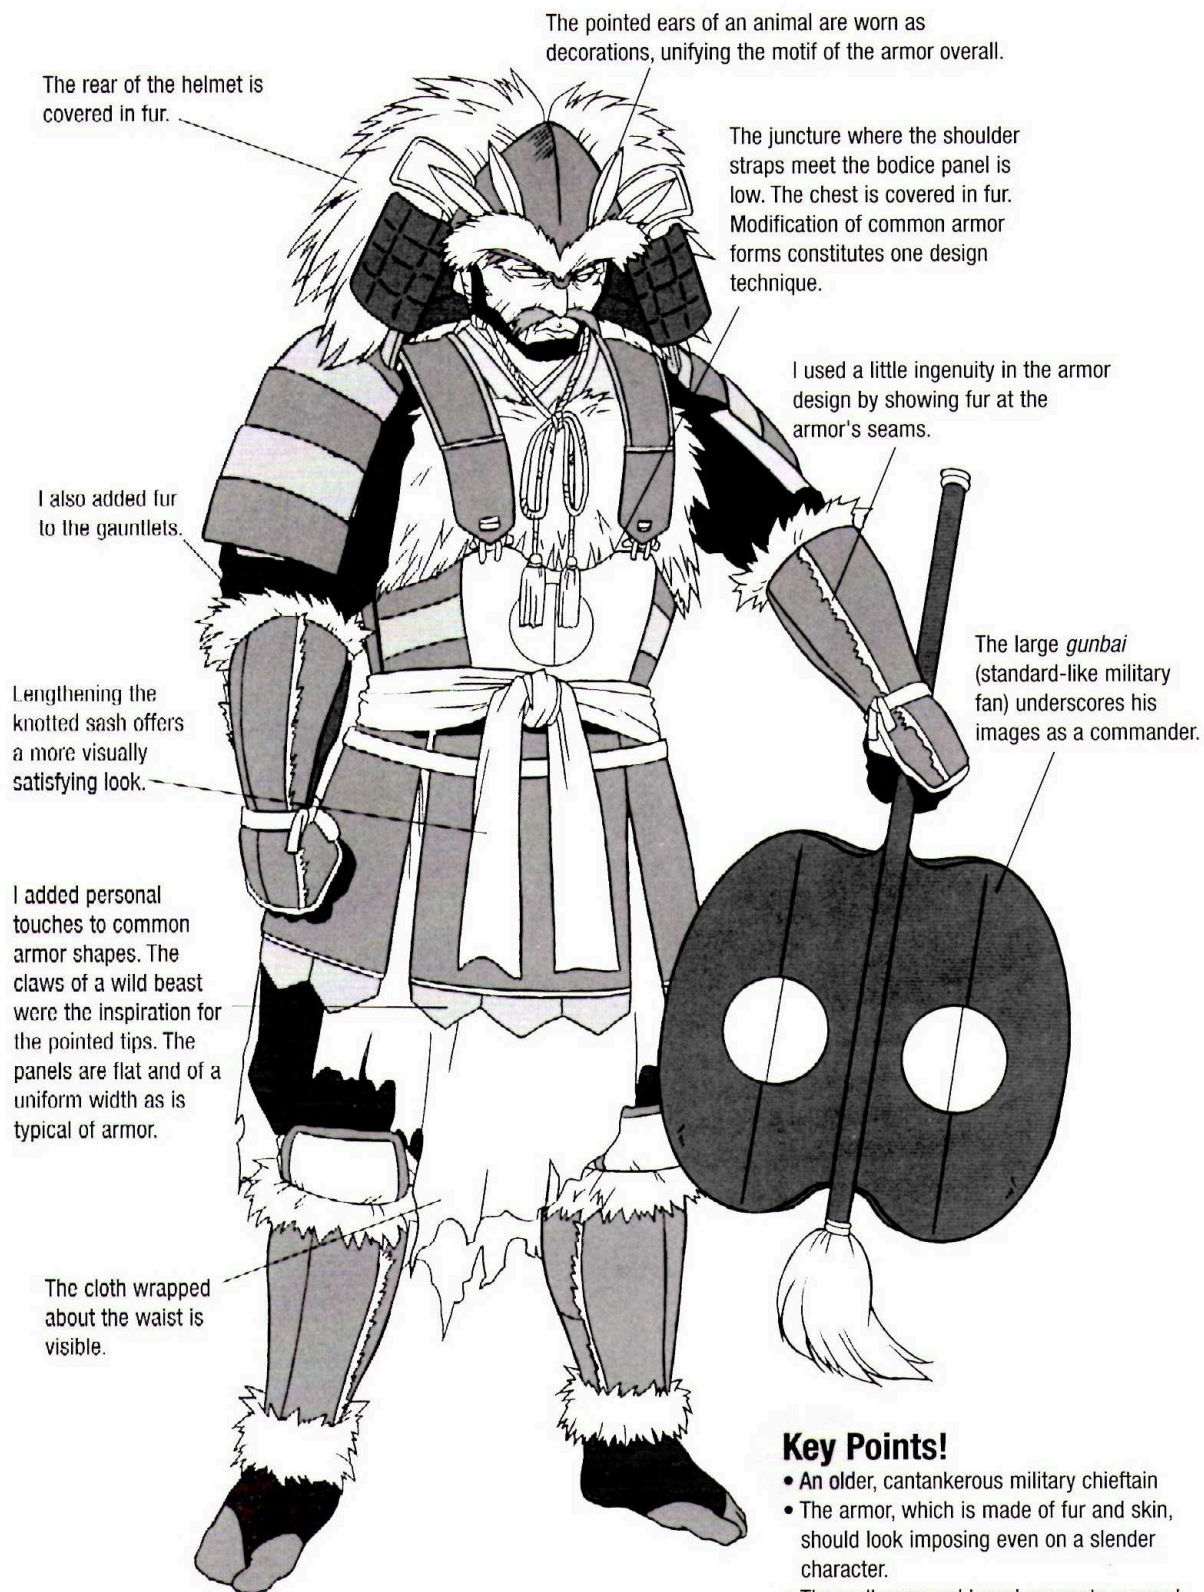 The pointed ears of an animal are worn as
decorations, unifying the motif of the armor overall.
The rear of the helmet is
covered in fur.
The juncture where the shoulder
straps meet the bodice panel is
low. The chest is covered in fur.
Modification of common armor
forms constitutes one design
technique.
I used a little ingenuity in the armor
design by showing fur at the
armor's seams.
I also added fur
to the gauntlets.
The large gunbai
(standard-like military
fan) underscores his
images as a commander.
Lengthening the
knotted sash offers
a more visually
satisfying look.
I added personal
touches to common
armor shapes. The
claws of a wild beast
were the inspiration for
the pointed tips. The
panels are flat and of a
uniform width as is
typical of armor.
The cloth wrapped
about the waist is
visible.
Key Points!
• An older, cantankerous military chieftain
• The armor, which is made of fur and skin,
should look imposing even on a slender
character.